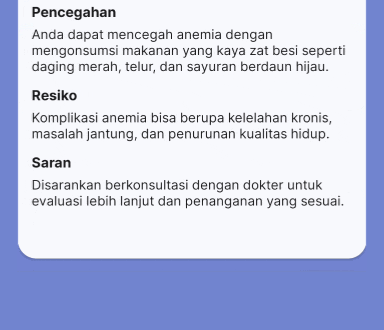 Pencegahan
Anda dapat mencegah anemia dengan
mengonsumsi makanan yang kaya zat besi seperti
daging merah, telur, dan sayuran berdaun hijau.
Resiko
Komplikasi anemia bisa berupa kelelahan kronis,
masalah jantung, dan penurunan kualitas hidup.
Saran
Disarankan berkonsultasi dengan dokter untuk
evaluasi lebih lanjut dan penanganan yang sesuai.